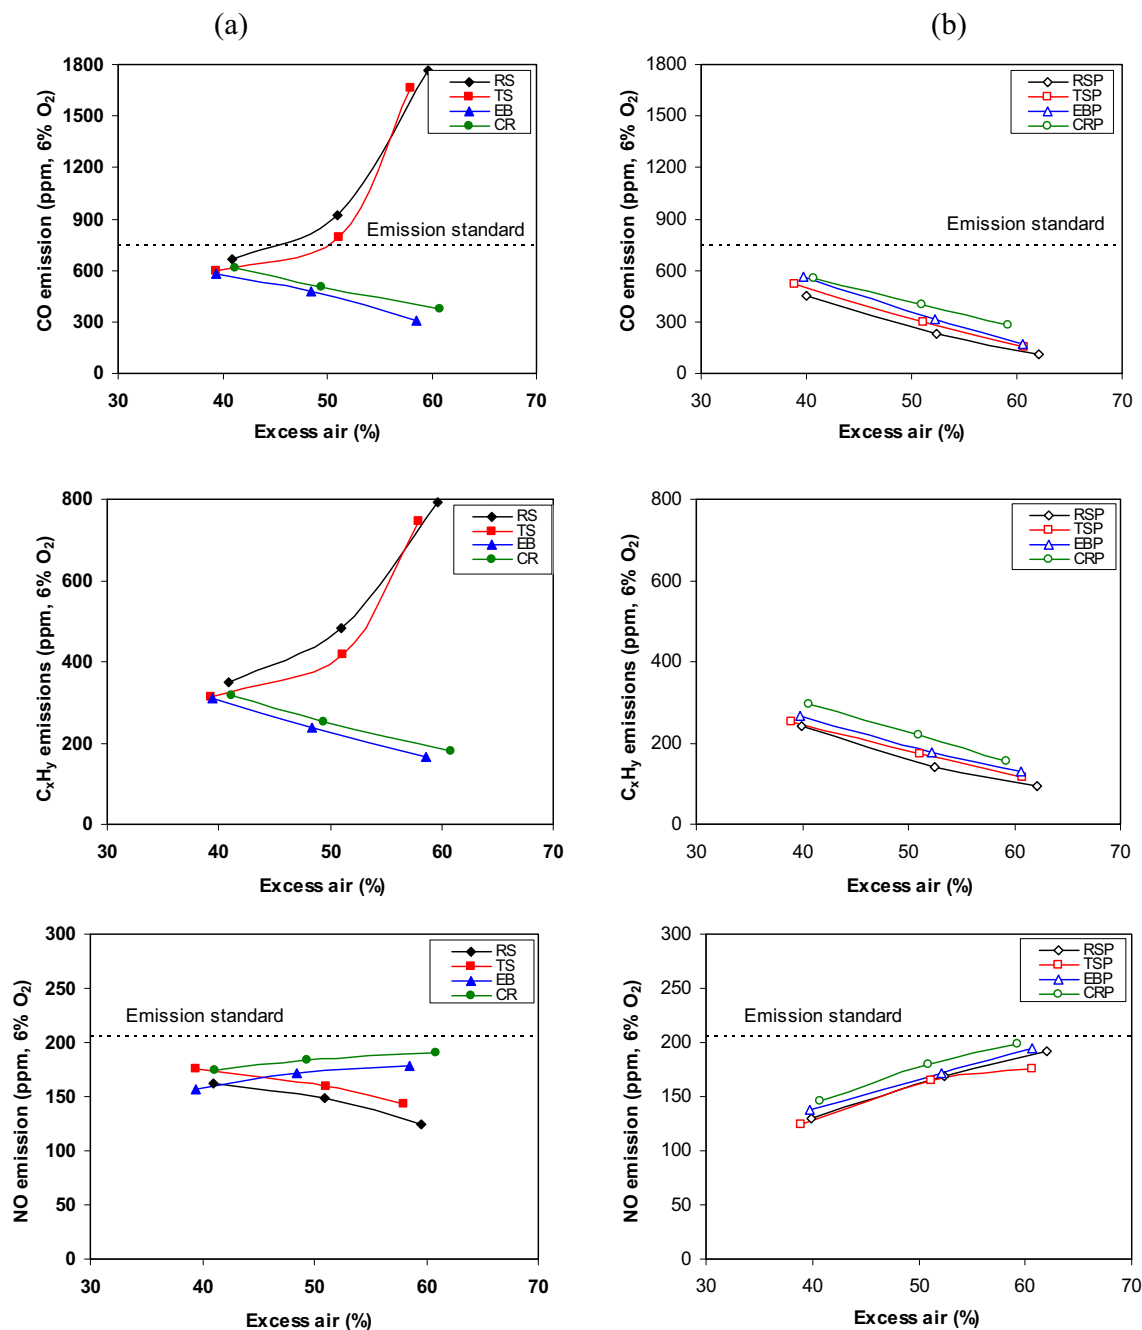 (a)
(b)
1800
1500
1200
900
600
300
0
30 40 50 60 70
CO emission (ppm, 6% O₂)
Excess air (%)
RS
TS
EB
CR
Emission standard
1800
1500
1200
900
600
300
0
30 40 50 60 70
CO emission (ppm, 6% O₂)
Excess air (%)
RSP
TSP
EBP
CRP
Emission standard
800
600
400
200
0
30 40 50 60 70
CₓHᵧ emissions (ppm, 6% O₂)
Excess air (%)
RS
TS
EB
CR
800
600
400
200
0
30 40 50 60 70
CₓHᵧ emissions (ppm, 6% O₂)
Excess air (%)
RSP
TSP
EBP
CRP
300
250
200
150
100
50
0
30 40 50 60 70
NO emission (ppm, 6% O₂)
Excess air (%)
RS
TS
EB
CR
Emission standard
300
250
200
150
100
50
0
30 40 50 60 70
NO emission (ppm, 6% O₂)
Excess air (%)
RSP
TSP
EBP
CRP
Emission standard